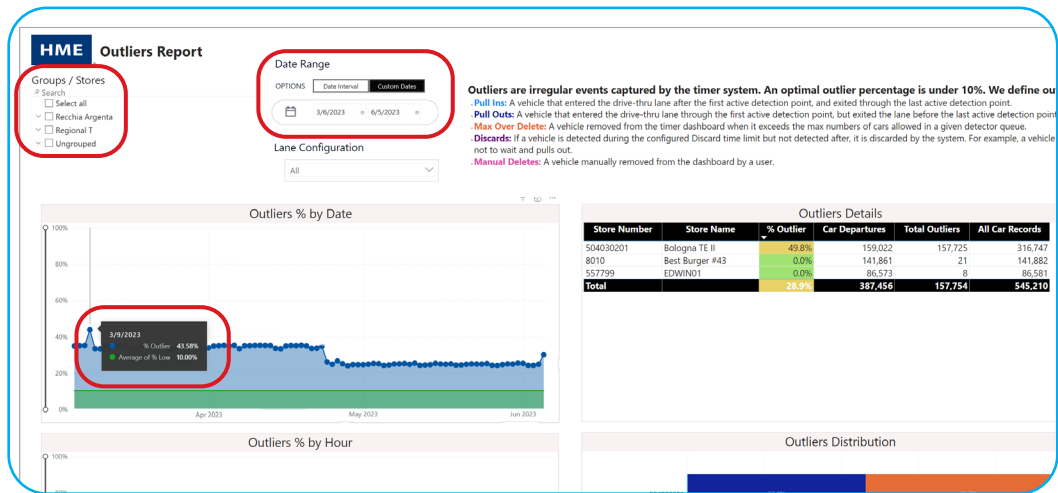 HME Outliers Report
Groups / Stores
Search
Select all
Recchia Argenta
Regional T
Ungrouped
Date Range
OPTIONS Date Interval Custom Dates
3/6/2023 6/5/2023
Lane Configuration
All
Outliers are irregular events captured by the timer system. An optimal outlier percentage is under 10%. We define ou
Pull Ins: A vehicle that entered the drive-thru lane after the first active detection point, and exited through the last active detection point.
Pull Outs: A vehicle that entered the drive-thru lane through the first active detection point, but exited the lane before the last active detection point
Max Over Delete: A vehicle removed from the timer dashboard when it exceeds the max numbers of cars allowed in a given detector queue.
Discards: If a vehicle is detected during the configured Discard time limit but not detected after, it is discarded by the system. For example, a vehicle
not to wait and pulls out.
Manual Deletes: A vehicle manually removed from the dashboard by a user.
Outliers % by Date
100%
80%
60%
40%
20%
0%
3/9/2023
% Outlier 43.58%
Average of % Low 10.00%
Apr 2023 May 2023 Jun 2023
Outliers Details
Store Number Store Name % Outlier Car Departures Total Outliers All Car Records
504030201 Bologna TE II 49.8% 159,022 157,725 316,747
8010 Best Burger #43 0.0% 141,861 21 141,882
557799 EDWIN01 0.0% 86,573 8 86,581
Total 28.9% 387,456 157,754 545,210
Outliers % by Hour
100%
Outliers Distribution